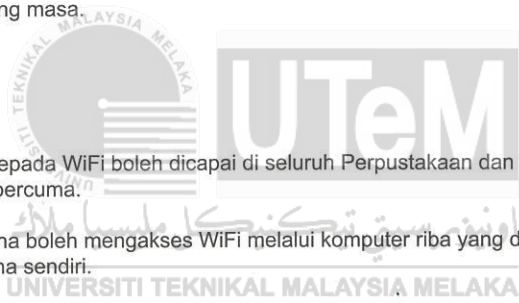 ng masa.
UTeM
epada WiFi boleh dicapai di seluruh Perpustakaan dan
percuma.
na boleh mengakses WiFi melalui komputer riba yang d
na sendiri.
UNIVERSITI TEKNIKAL MALAYSIA MELAKA